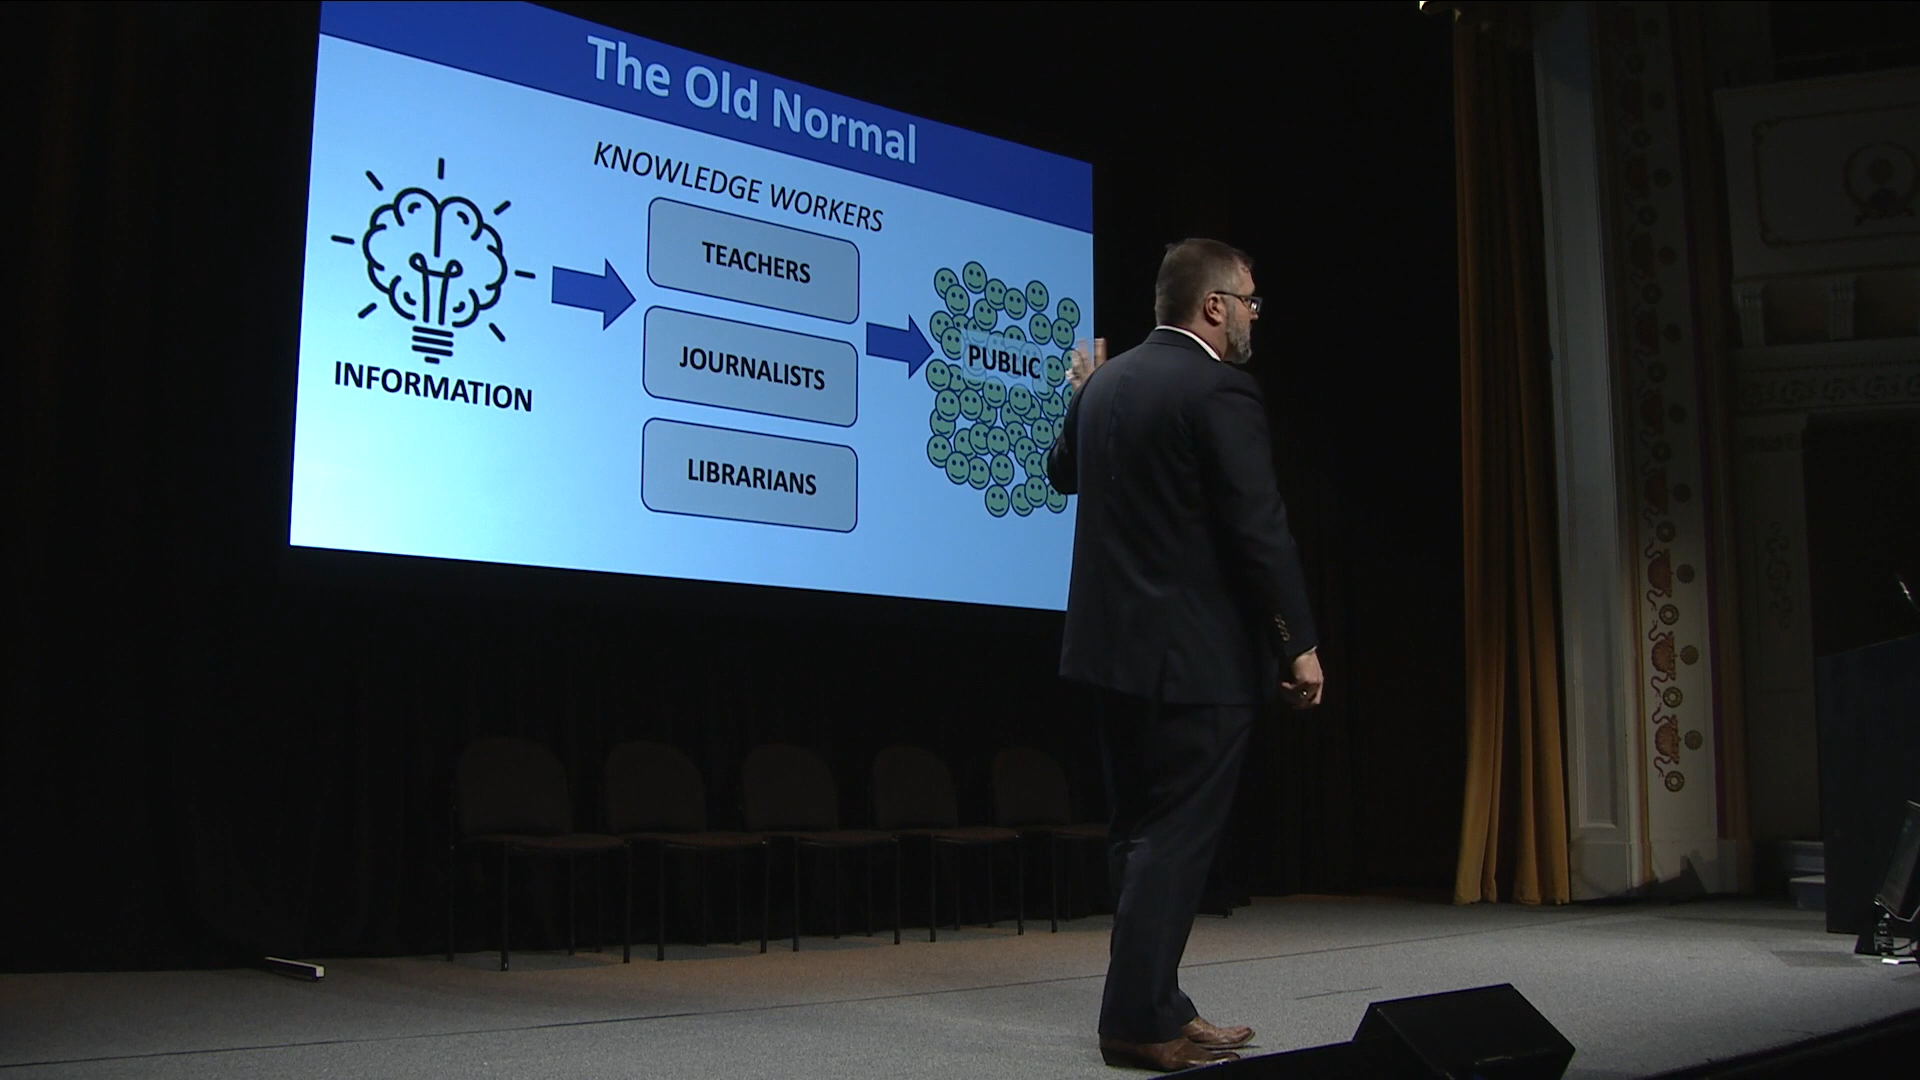 The Old Normal
KNOWLEDGE WORKERS
INFORMATION
TEACHERS
JOURNALISTS
LIBRARIANS
PUBLIC